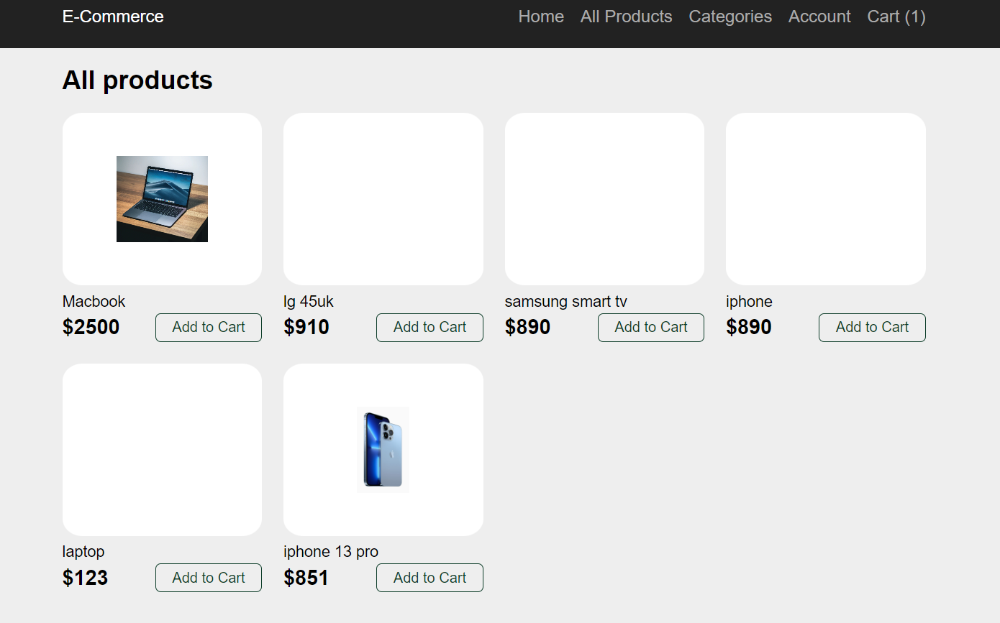 E-Commerce Home All Products Categories Account Cart (1)
All products
Macbook
$2500 Add to Cart
lg 45uk
$910 Add to Cart
samsung smart tv
$890 Add to Cart
iphone
$890 Add to Cart
laptop
$123 Add to Cart
iphone 13 pro
$851 Add to Cart